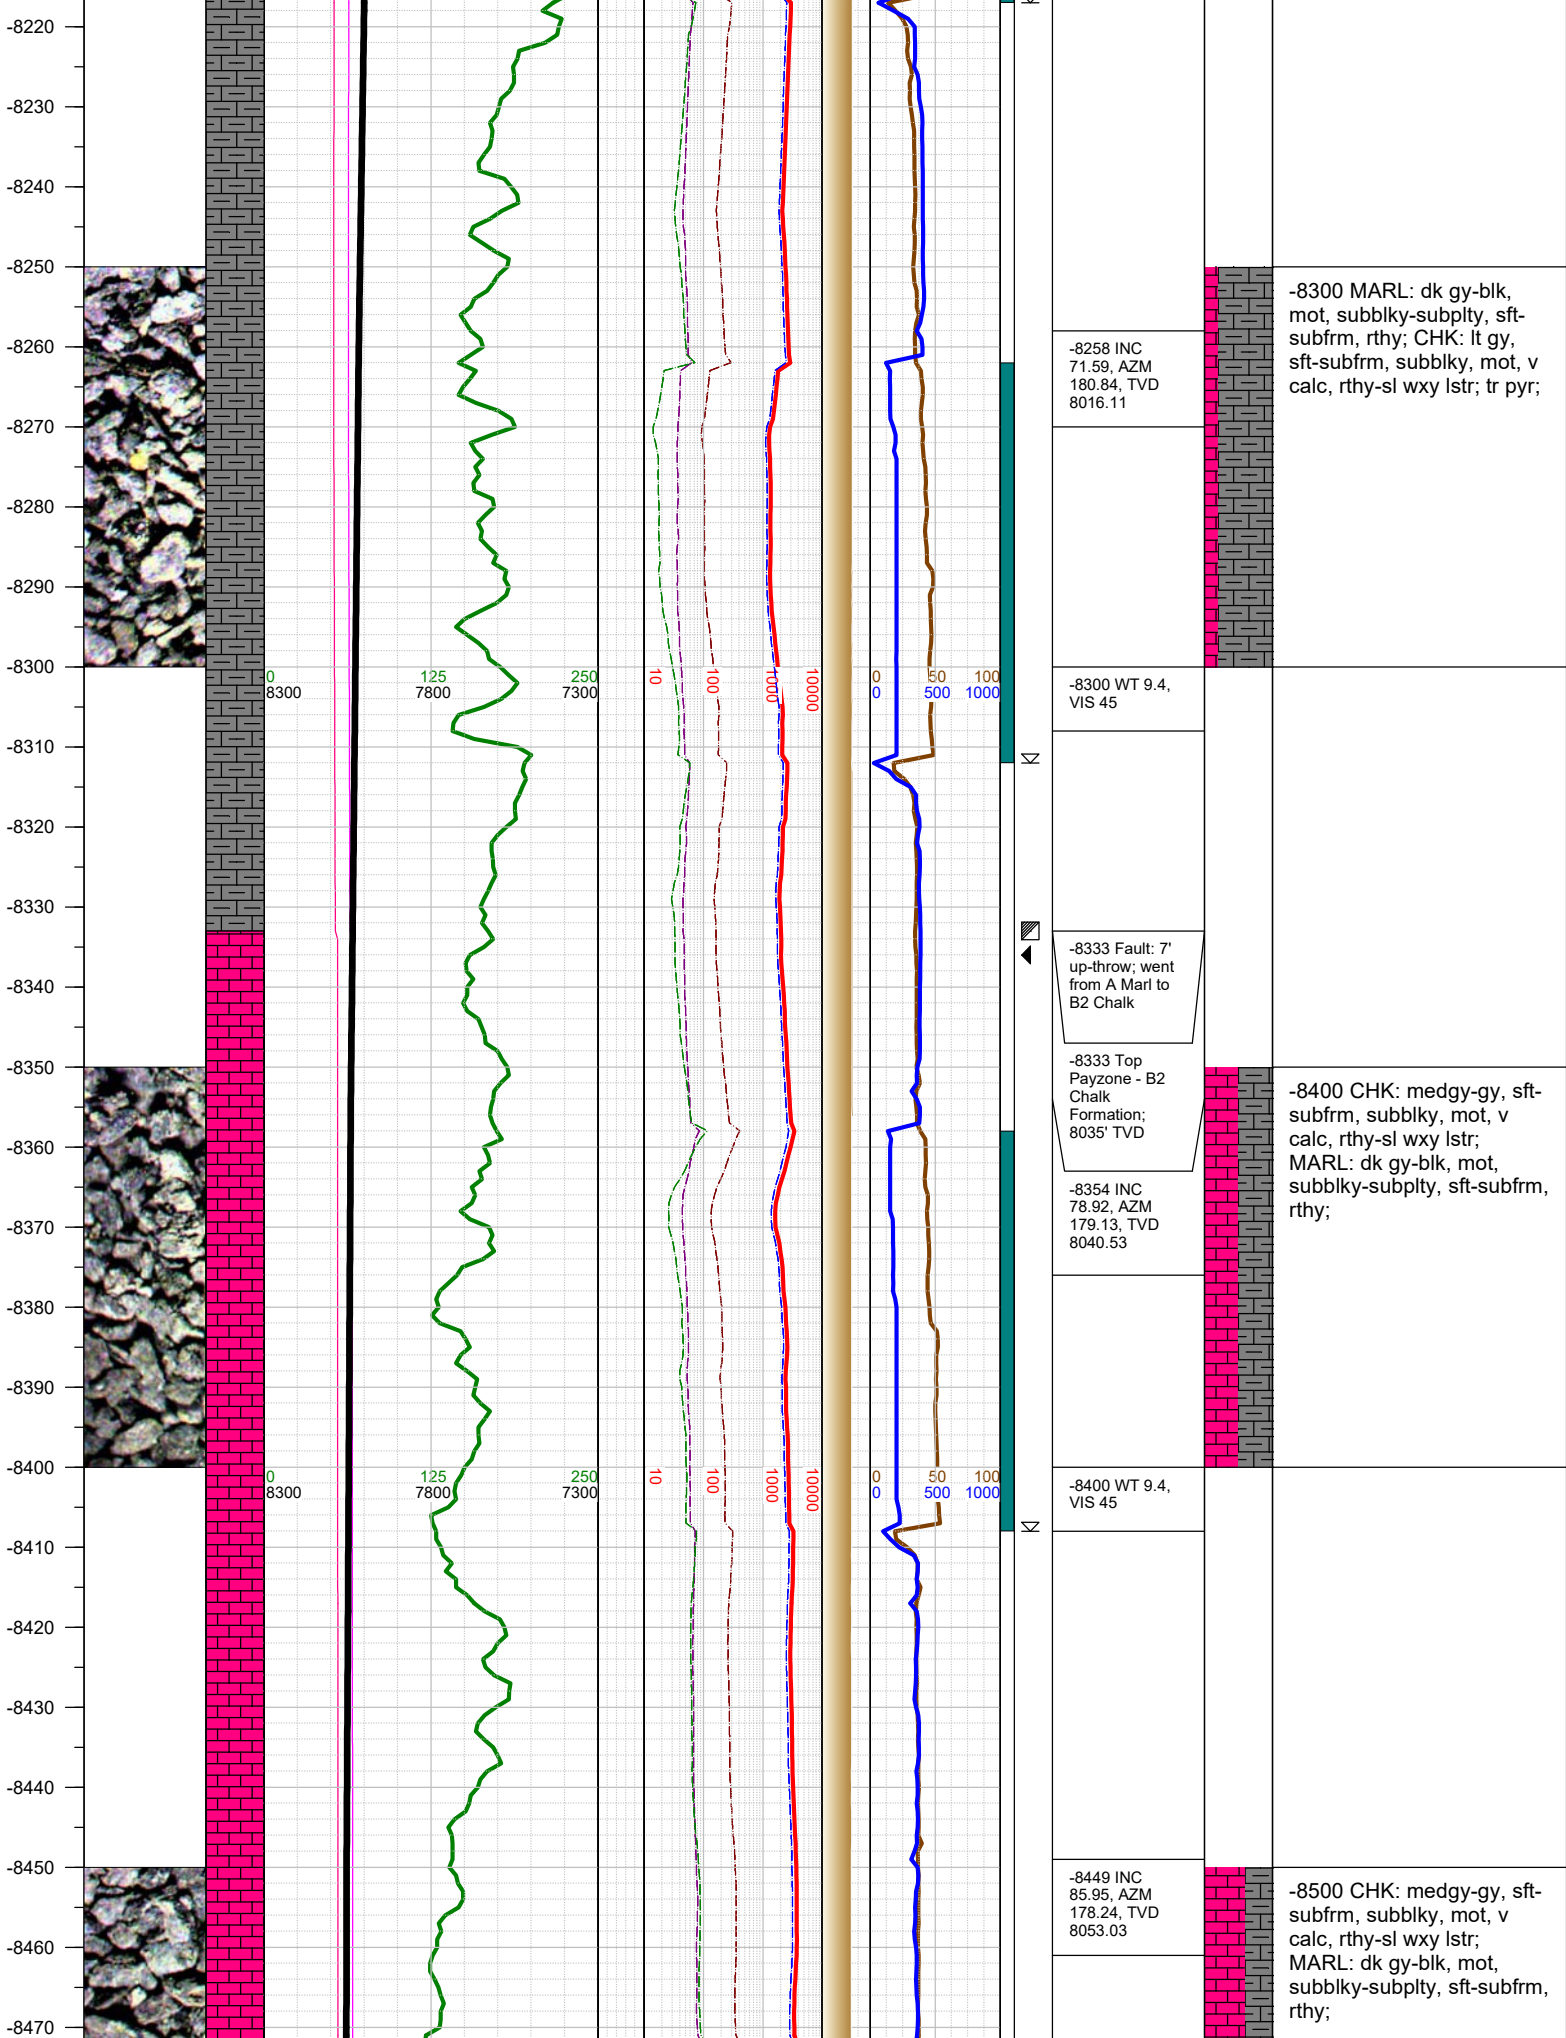 -8220
-8230
-8240
-8250
-8260
-8270
-8280
-8290
-8300
-8310
-8320
-8330
-8340
-8350
-8360
-8370
-8380
-8390
-8400
-8410
-8420
-8430
-8440
-8450
-8460
-8470
0 125 250
8300 7800 7300
10 100 1000 10000
0 50 100
0 500 1000
0 125 250
8300 7800 7300
10 100 1000 10000
0 50 100
0 500 1000
-8258 INC
71.59, AZM
180.84, TVD
8016.11
-8300 WT 9.4,
VIS 45
-8333 Fault: 7'
up-throw; went
from A Marl to
B2 Chalk
-8333 Top
Payzone - B2
Chalk
Formation;
8035' TVD
-8354 INC
78.92, AZM
179.13, TVD
8040.53
-8400 WT 9.4,
VIS 45
-8449 INC
85.95, AZM
178.24, TVD
8053.03
-8300 MARL: dk gy-blk,
mot, subblky-subplty, sft-
subfrm, rthy; CHK: lt gy,
sft-subfrm, subblky, mot, v
calc, rthy-sl wxy lstr; tr pyr;
-8400 CHK: medgy-gy, sft-
subfrm, subblky, mot, v
calc, rthy-sl wxy lstr;
MARL: dk gy-blk, mot,
subblky-subplty, sft-subfrm,
rthy;
-8500 CHK: medgy-gy, sft-
subfrm, subblky, mot, v
calc, rthy-sl wxy lstr;
MARL: dk gy-blk, mot,
subblky-subplty, sft-subfrm,
rthy;